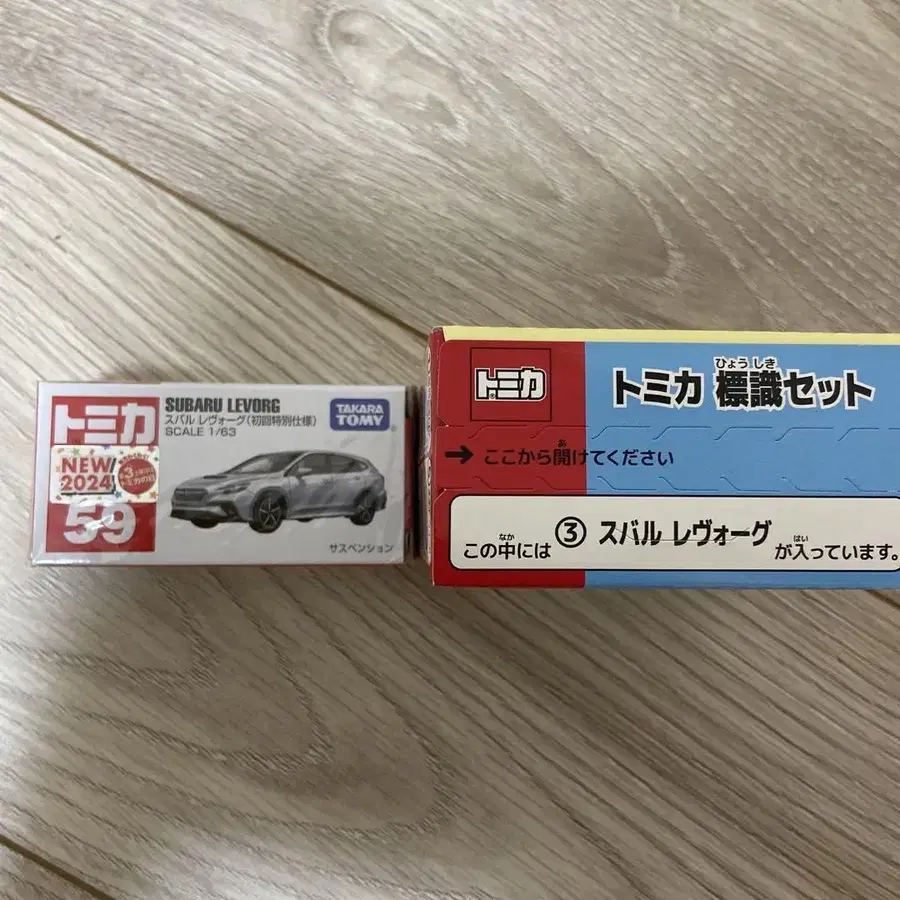 トミカ
NEW
2024
59
SUBARU LEVORG
スバル レヴォーグ(初回特別仕様)
SCALE 1/63
TAKARA
TOMY
サスペンション
トミカ
®
トミカ 標識セット
ひょう しき
あ
→ ここから開けてください
なか
はい
この中には ③ スバル レヴォーグ が入っています。